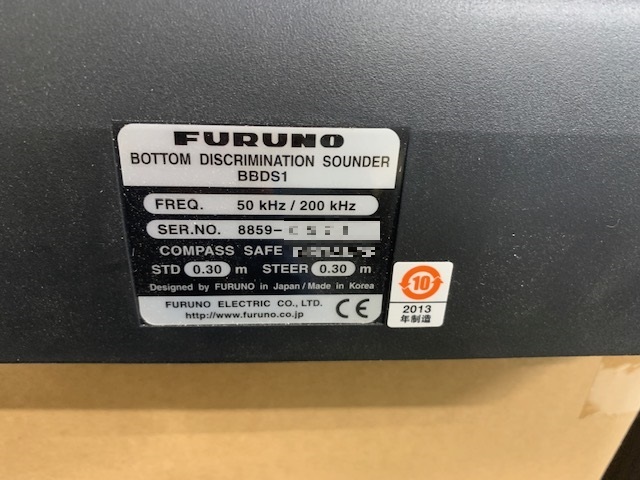 FURUNO
BOTTOM DISCRIMINATION SOUNDER
BBDS1
FREQ. 50 kHz / 200 kHz
SER.NO. 8859-
COMPASS SAFE
STD 0.30 m STEER 0.30 m
Designed by FURUNO in Japan / Made in Korea
FURUNO ELECTRIC CO., LTD.
http://www.furuno.co.jp
CE
10
2013
年制造